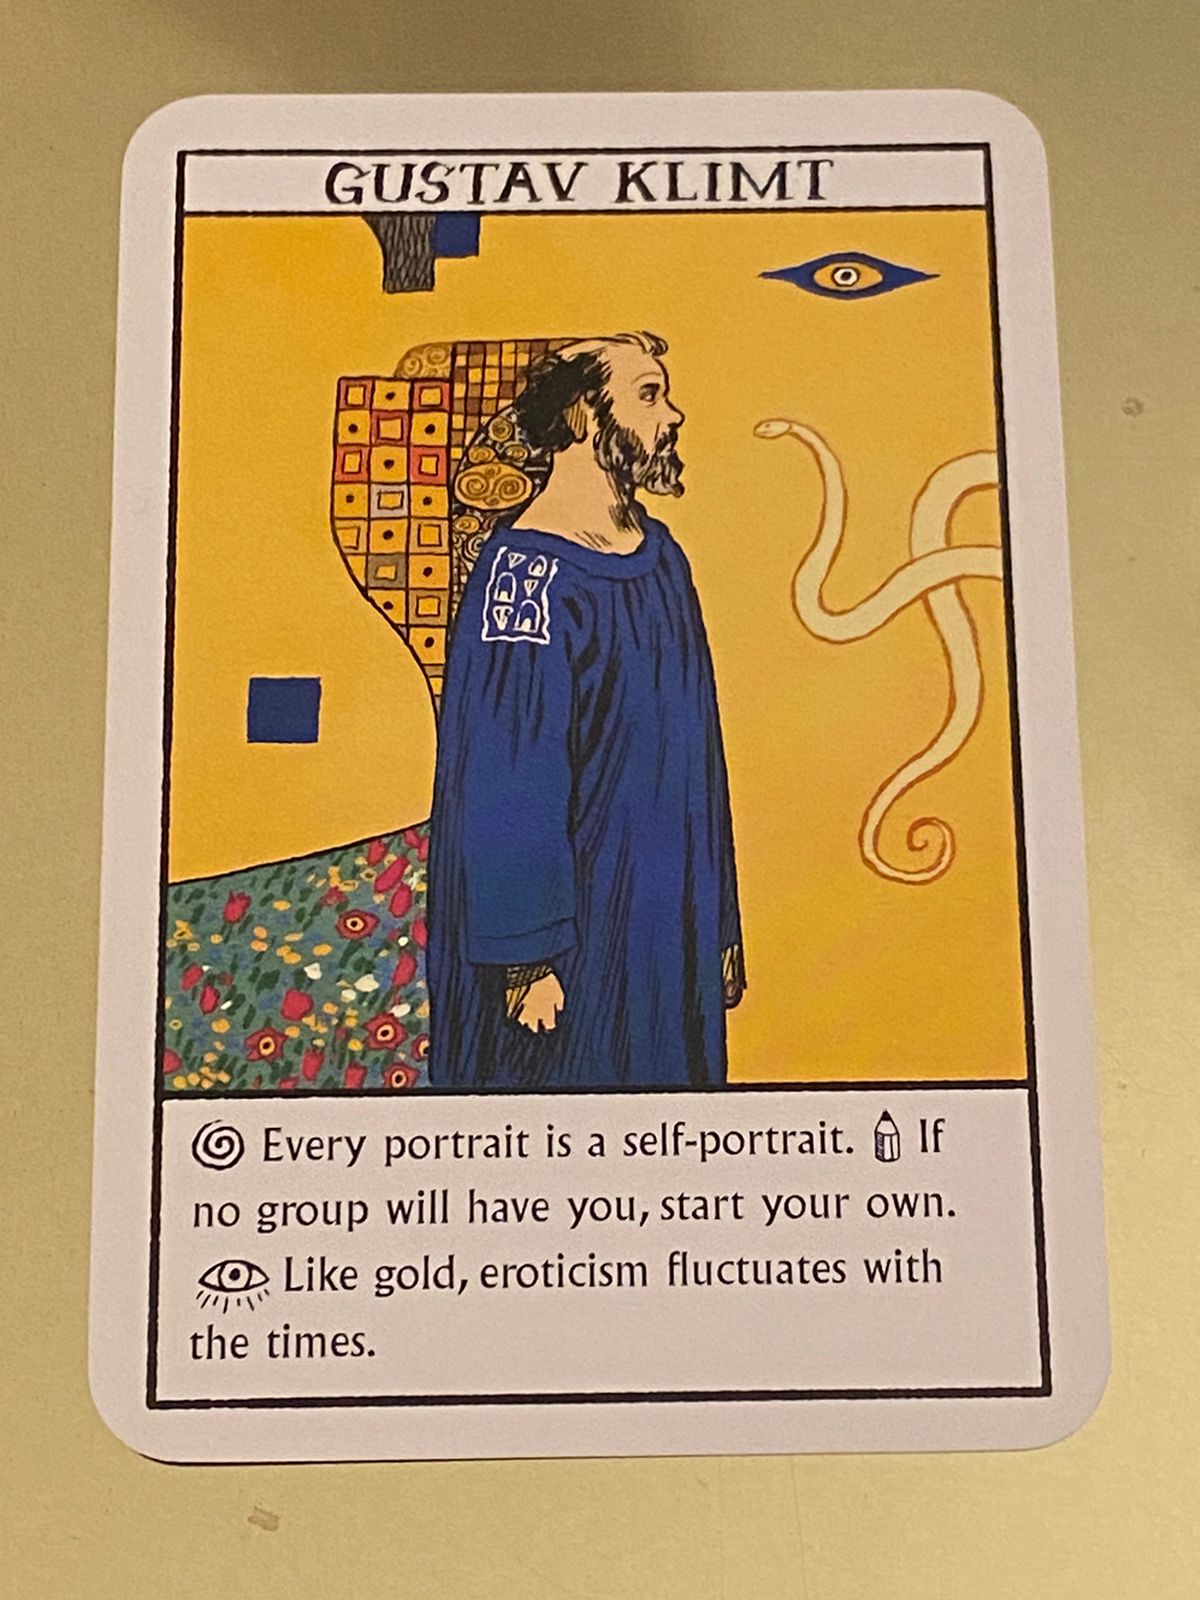 GUSTAV KLIMT
Every portrait is a self-portrait. If
no group will have you, start your own.
Like gold, eroticism fluctuates with
the times.